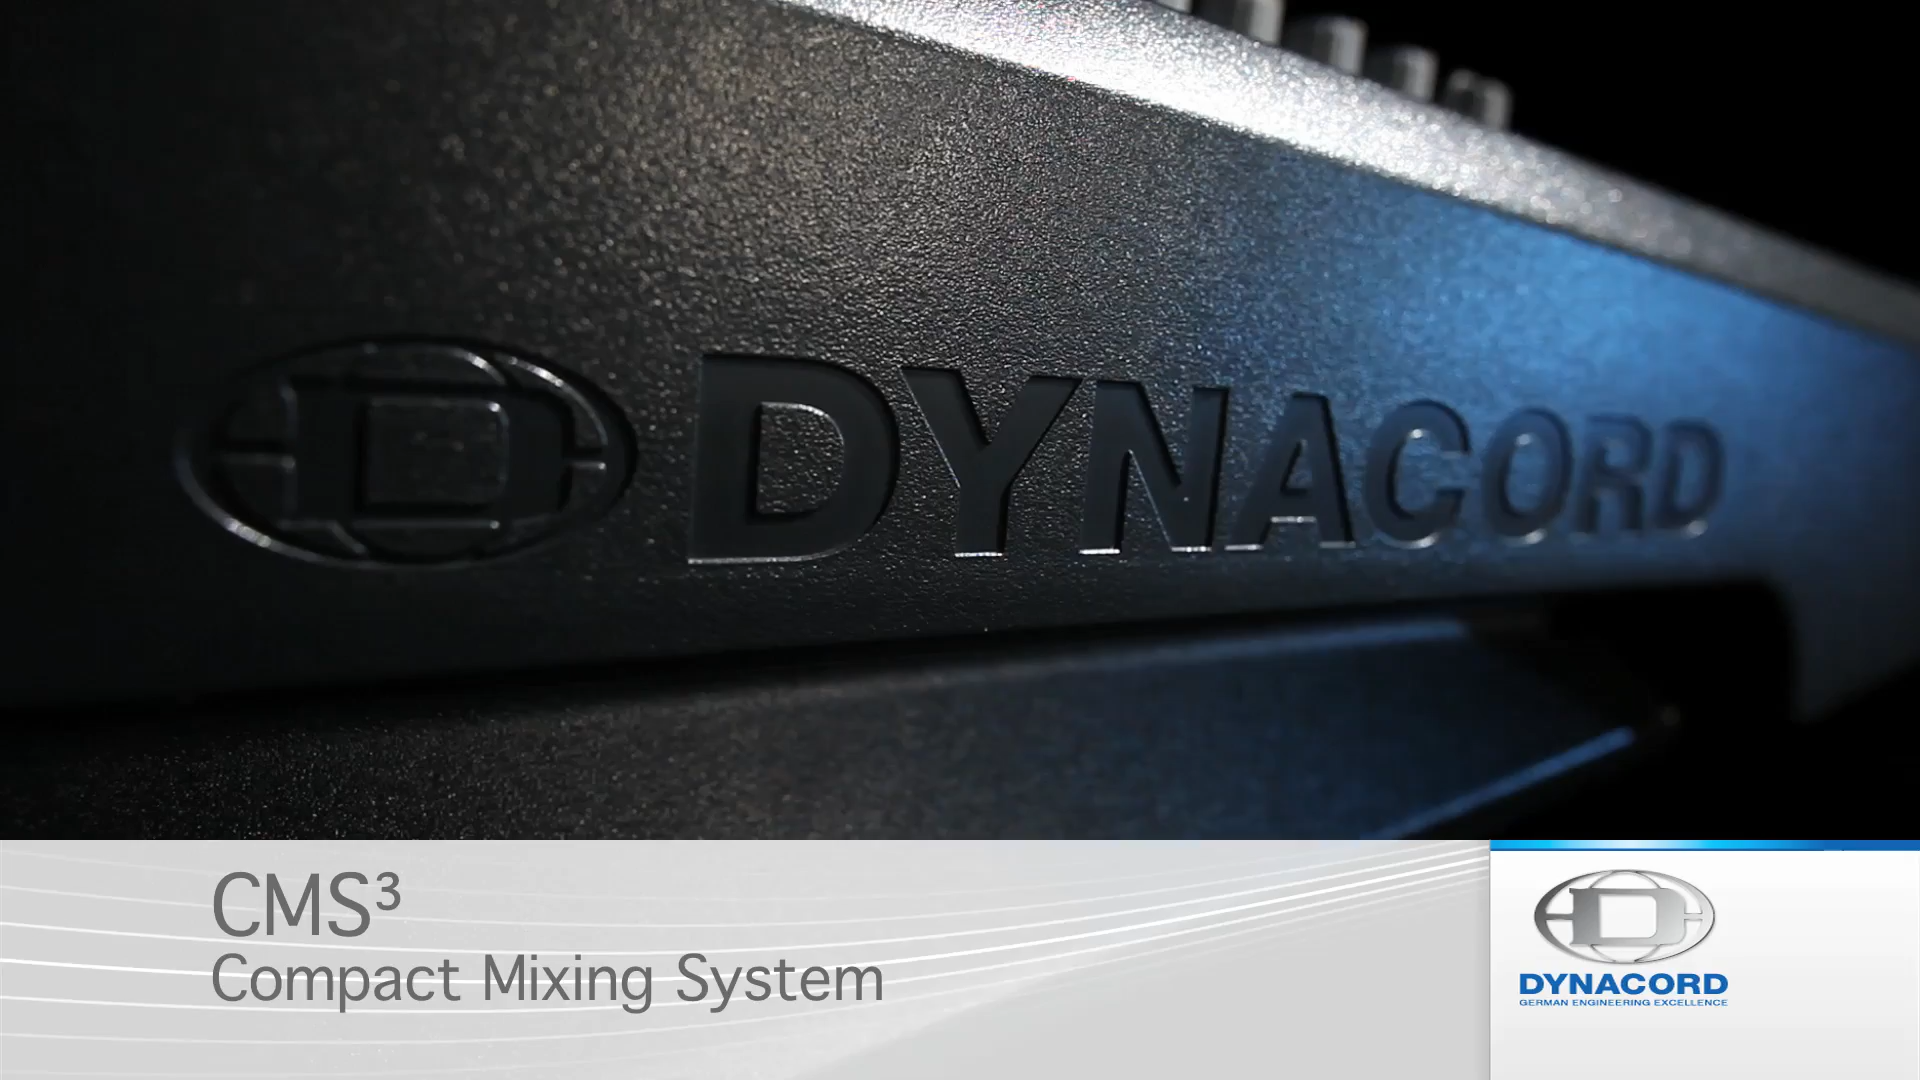 DYNACORD
CMS³
Compact Mixing System
DYNACORD
GERMAN ENGINEERING EXCELLENCE